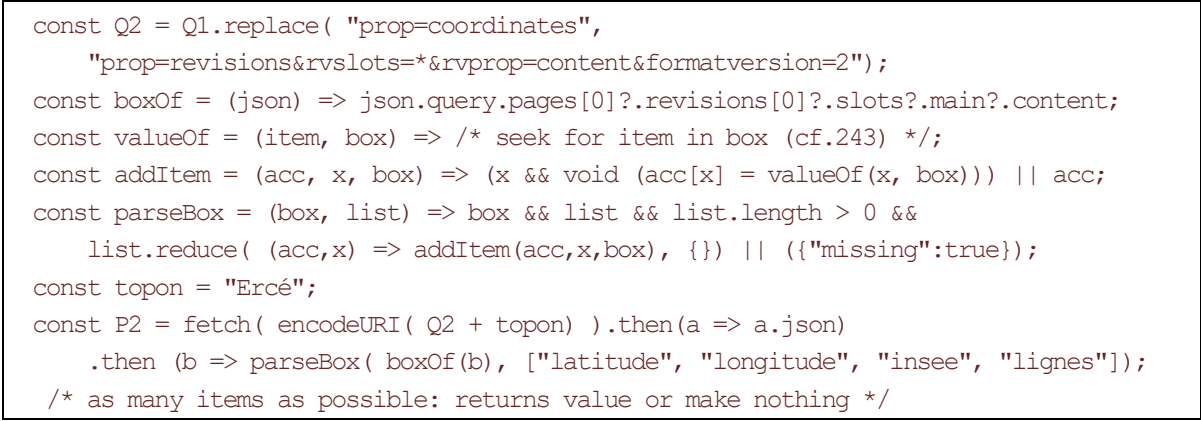 const Q2 = Q1.replace( "prop=coordinates",
"prop=revisions&rvslots=*&rvprop=content&formatversion=2");
const boxOf = (json) => json.query.pages[0]?.revisions[0]?.slots?.main?.content;
const valueOf = (item, box) => /* seek for item in box (cf.243) */;
const addItem = (acc, x, box) => (x && void (acc[x] = valueOf(x, box))) || acc;
const parseBox = (box, list) => box && list && list.length > 0 &&
list.reduce( (acc,x) => addItem(acc,x,box), {}) || ({"missing":true});
const topon = "Ercé";
const P2 = fetch( encodeURI( Q2 + topon) ).then(a => a.json)
.then (b => parseBox( boxOf(b), ["latitude", "longitude", "insee", "lignes"]);
/* as many items as possible: returns value or make nothing */